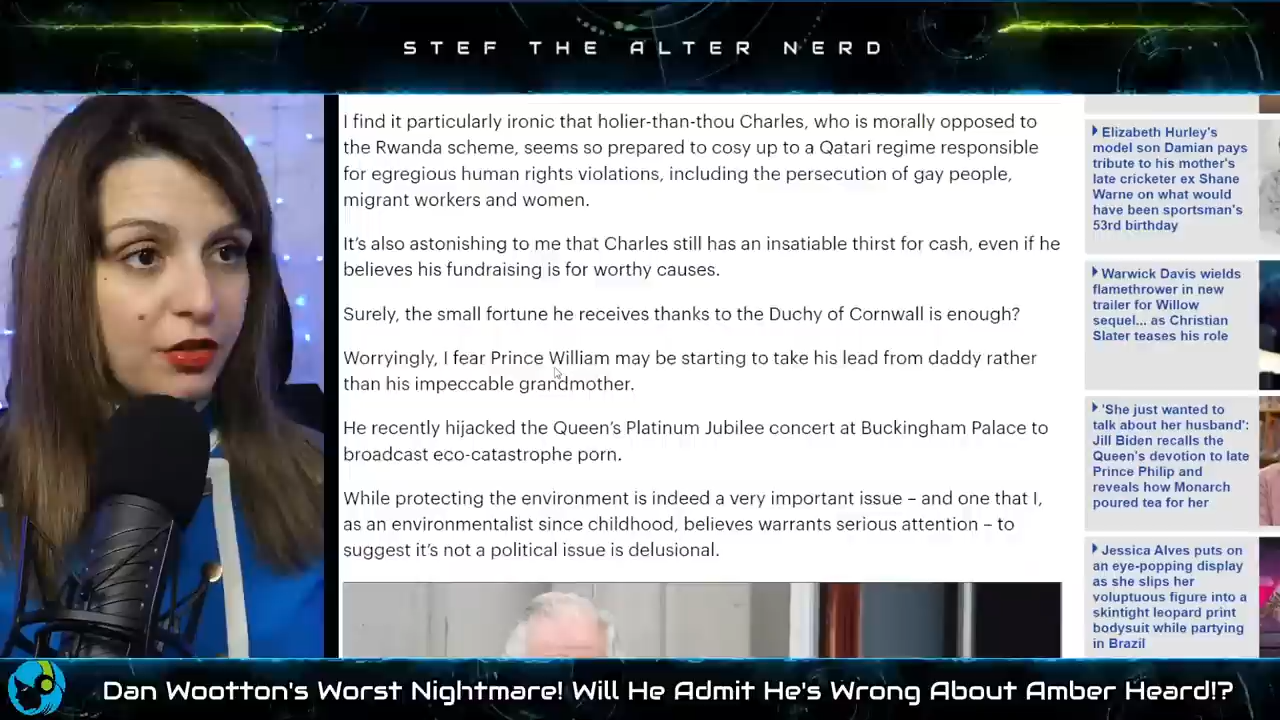 STEF THE ALTER NERD
I find it particularly ironic that holier-than-thou Charles, who is morally opposed to
the Rwanda scheme, seems so prepared to cosy up to a Qatari regime responsible
for egregious human rights violations, including the persecution of gay people,
migrant workers and women.
It’s also astonishing to me that Charles still has an insatiable thirst for cash, even if he
believes his fundraising is for worthy causes.
Surely, the small fortune he receives thanks to the Duchy of Cornwall is enough?
Worryingly, I fear Prince William may be starting to take his lead from daddy rather
than his impeccable grandmother.
He recently hijacked the Queen’s Platinum Jubilee concert at Buckingham Palace to
broadcast eco-catastrophe porn.
While protecting the environment is indeed a very important issue – and one that I,
as an environmentalist since childhood, believes warrants serious attention – to
suggest it’s not a political issue is delusional.
Elizabeth Hurley's
model son Damian pays
tribute to his mother's
late cricketer ex Shane
Warne on what would
have been sportsman's
53rd birthday
Warwick Davis wields
flamethrower in new
trailer for Willow
sequel... as Christian
Slater teases his role
'She just wanted to
talk about her husband':
Jill Biden recalls the
Queen's devotion to late
Prince Philip and
reveals how Monarch
poured tea for her
Jessica Alves puts on
an eye-popping display
as she slips her
voluptuous figure into a
skintight leopard print
bodysuit while partying
in Brazil
Dan Wootton's Worst Nightmare! Will He Admit He's Wrong About Amber Heard!?